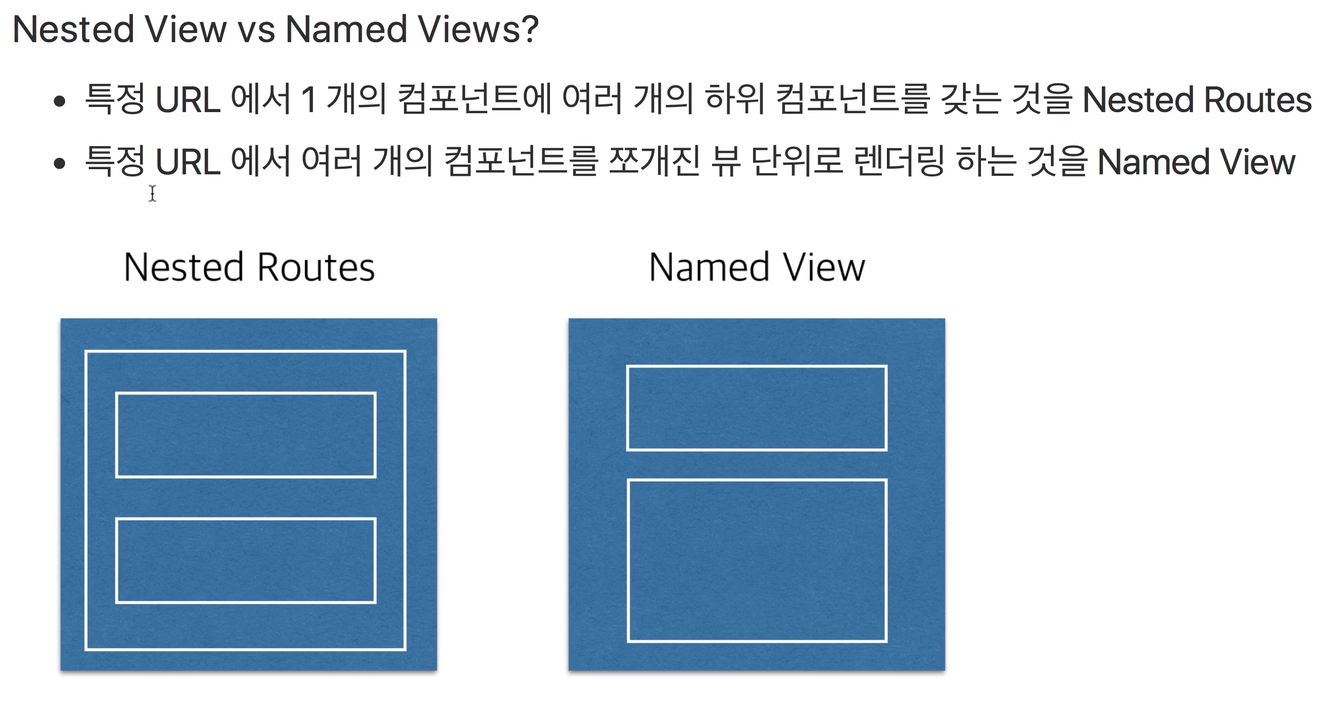 Nested View vs Named Views?
특정 URL 에서 1 개의 컴포넌트에 여러 개의 하위 컴포넌트를 갖는 것을 Nested Routes
특정 URL 에서 여러 개의 컴포넌트를 쪼개진 뷰 단위로 렌더링 하는 것을 Named View
Nested Routes
Named View